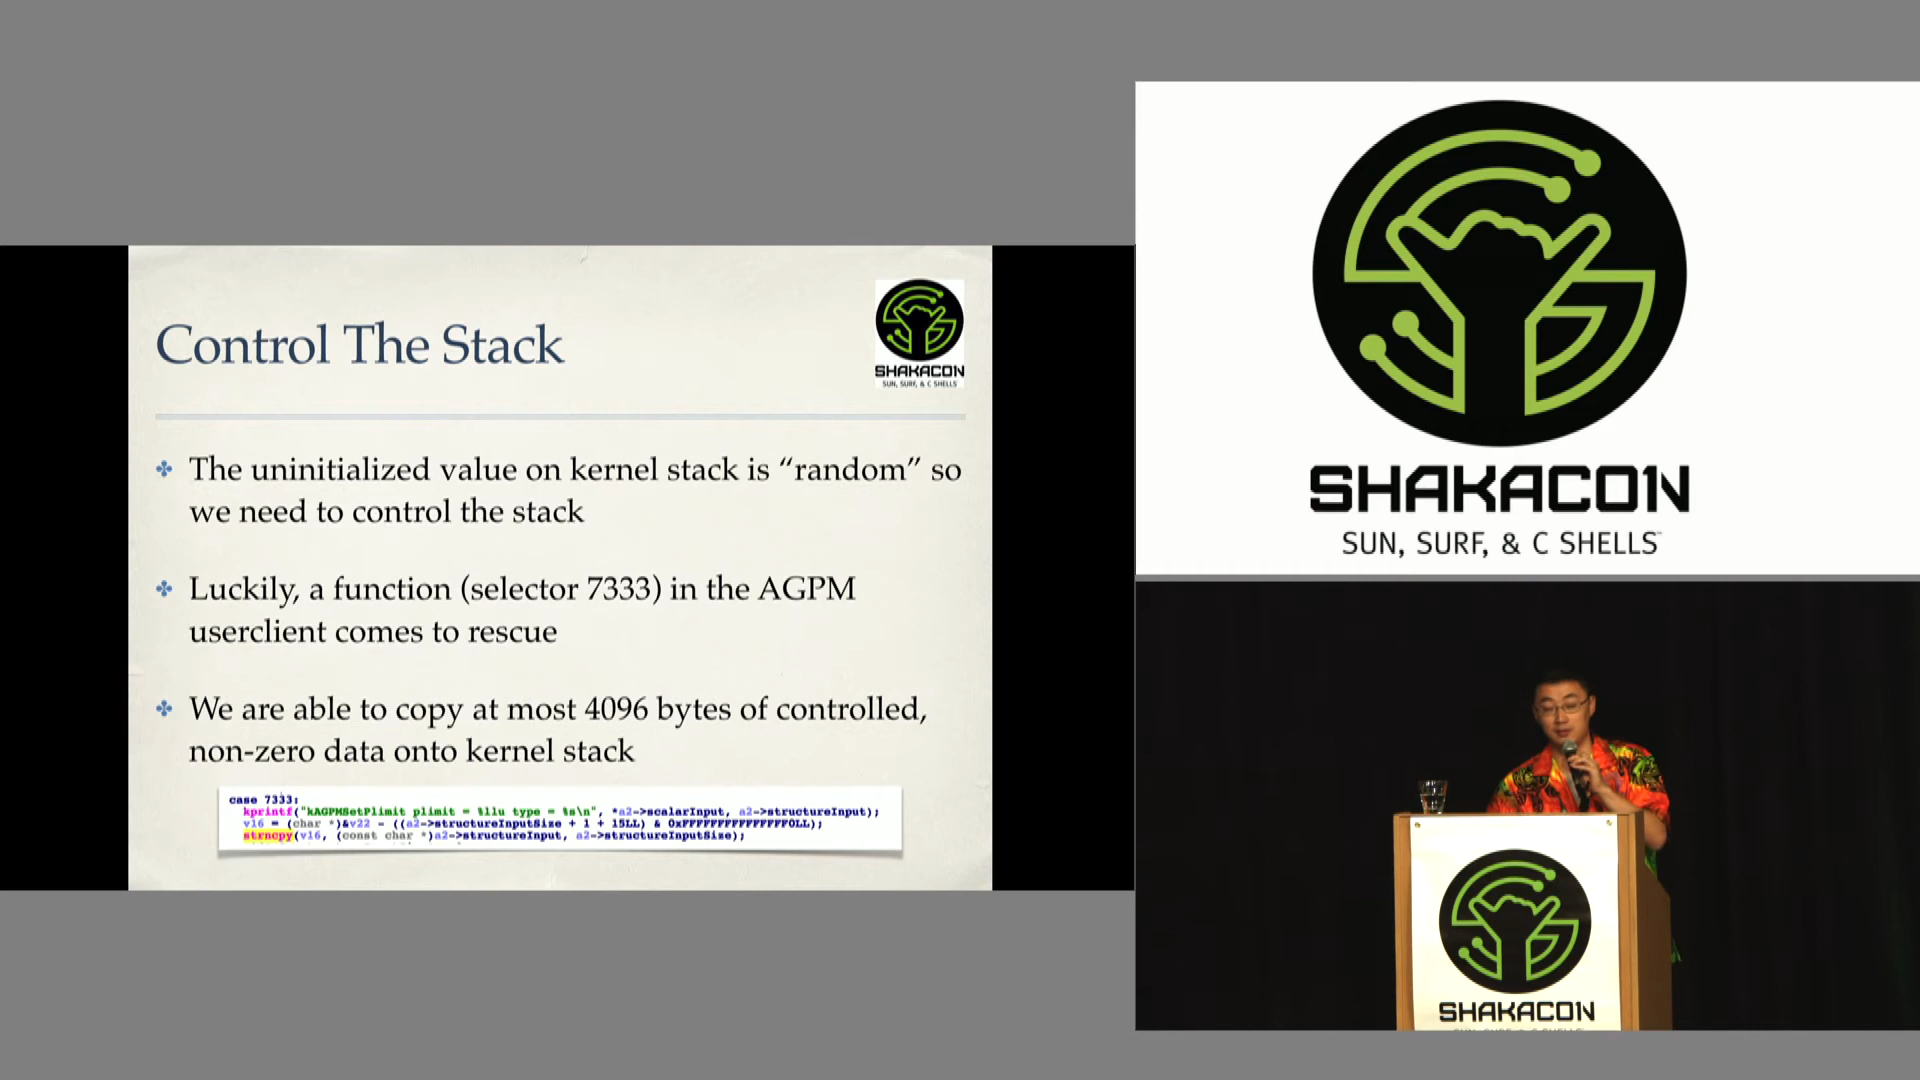 Control The Stack
SHAKACON
SUN, SURF, & C SHELLS
The uninitialized value on kernel stack is “random” so
we need to control the stack
Luckily, a function (selector 7333) in the AGPM
userclient comes to rescue
We are able to copy at most 4096 bytes of controlled,
non-zero data onto kernel stack
case 7333:
kprintf("kAGPMSetPlimit plimit = %llu type = %s\n", *a2->scalarInput, a2->structureInput);
v16 = (char *)&v22 - ((a2->structureInputSize + 1 + 15LL) & 0xFFFFFFFFFFFFFFF0LL);
strncpy(v16, (const char *)a2->structureInput, a2->structureInputSize);
SHAKACON
SUN, SURF, & C SHELLS
SHAKACON